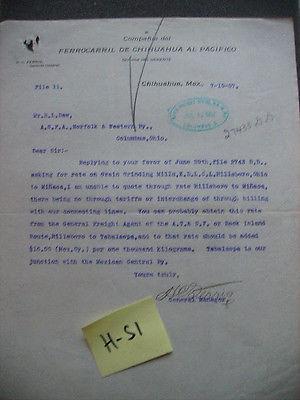 Compañia del
FERROCARRIL DE CHIHUAHUA AL PACIFICO
File 11
Chihuahua, Mex. 7-15-07.
27438 D.D.
Mr.R.L.Daw,
A.G.F.A.,Norfolk & Western Ry.,
Columbus,Ohio.
Dear Sir:-
Replying to your favor of June 29th,File 2743 D.D.,
asking for rate on Grain Grinding Mills,K.D.L.C.L,Hillsboro,Ohio
to Miñaca,I am unable to quote through rate Hillsboro to Miñaca,
there being no through tariffs or interchange of through billing
with our connecting lines. You can probably obtain this rate
from the General Freight Agent of the A.T.& S.F. or Rock Island
Route,Hillsboro to Tabalaopa,and to that rate should be added
$16.50 (Mex.Cy.) per one thousand Kilograms. Tabalaopa is our
junction with the Mexican Central Ry.
Yours truly,
General Manager.
H-51